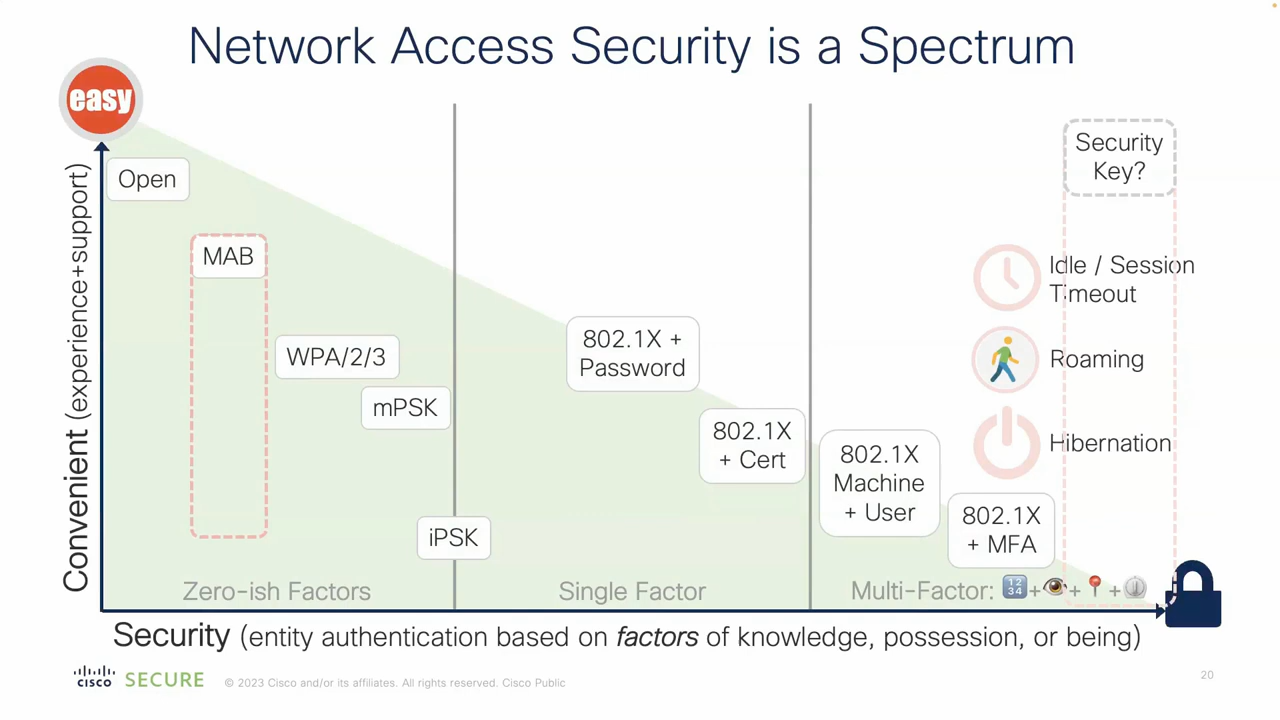 Network Access Security is a Spectrum
easy
Convenient (experience+support)
Open
MAB
WPA/2/3
mPSK
iPSK
802.1X +
Password
802.1X
+ Cert
802.1X
Machine
+ User
802.1X
+ MFA
Security
Key?
Idle / Session
Timeout
Roaming
Hibernation
Zero-ish Factors
Single Factor
Multi-Factor: 12 34 + + +
Security (entity authentication based on factors of knowledge, possession, or being)
CISCO SECURE © 2023 Cisco and/or its affiliates. All rights reserved. Cisco Public
20